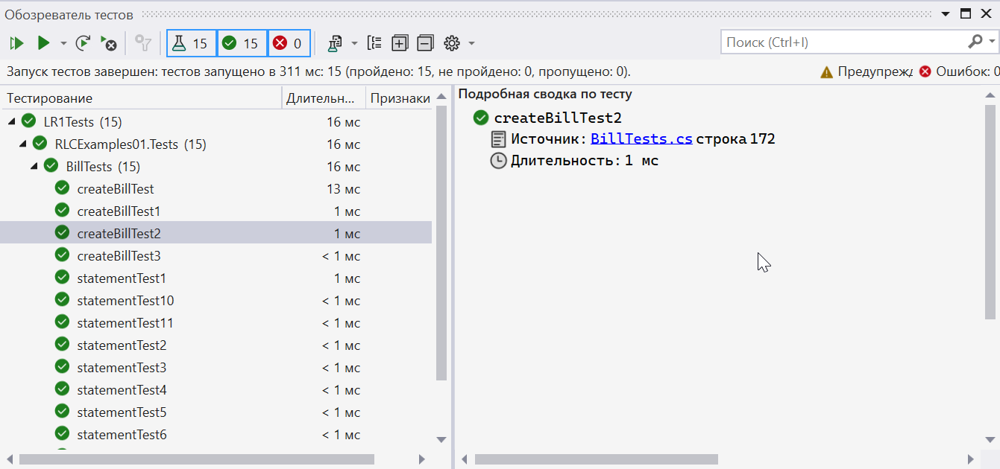 Обозреватель тестов
15 15 0
Поиск (Ctrl+I)
Запуск тестов завершен: тестов запущено в 311 мс: 15 (пройдено: 15, не пройдено: 0, пропущено: 0).
Предупрежд Ошибок: 0
Тестирование Длительн... Признаки
LR1Tests (15) 16 мс
RLCExamples01.Tests (15) 16 мс
BillTests (15) 16 мс
createBillTest 13 мс
createBillTest1 1 мс
createBillTest2 1 мс
createBillTest3 < 1 мс
statementTest1 1 мс
statementTest10 < 1 мс
statementTest11 < 1 мс
statementTest2 < 1 мс
statementTest3 < 1 мс
statementTest4 < 1 мс
statementTest5 < 1 мс
statementTest6 < 1 мс
Подробная сводка по тесту
createBillTest2
Источник: BillTests.cs строка 172
Длительность: 1 мс